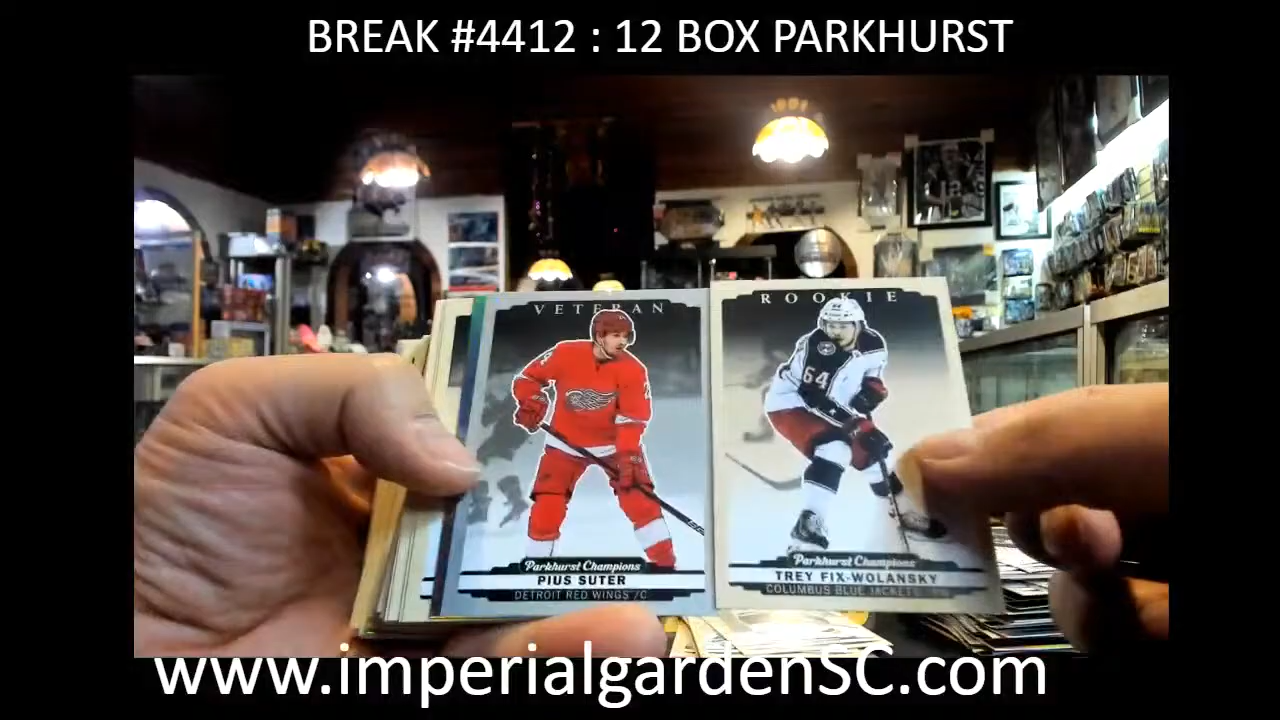 BREAK #4412 : 12 BOX PARKHURST
VETERAN
ROOKIE
64
Parkhurst Champions
PIUS SUTER
DETROIT RED WINGS / C
Parkhurst Champions
TREY FIX-WOLANSKY
COLUMBUS BLUE JACKETS
www.imperialgardenSC.com